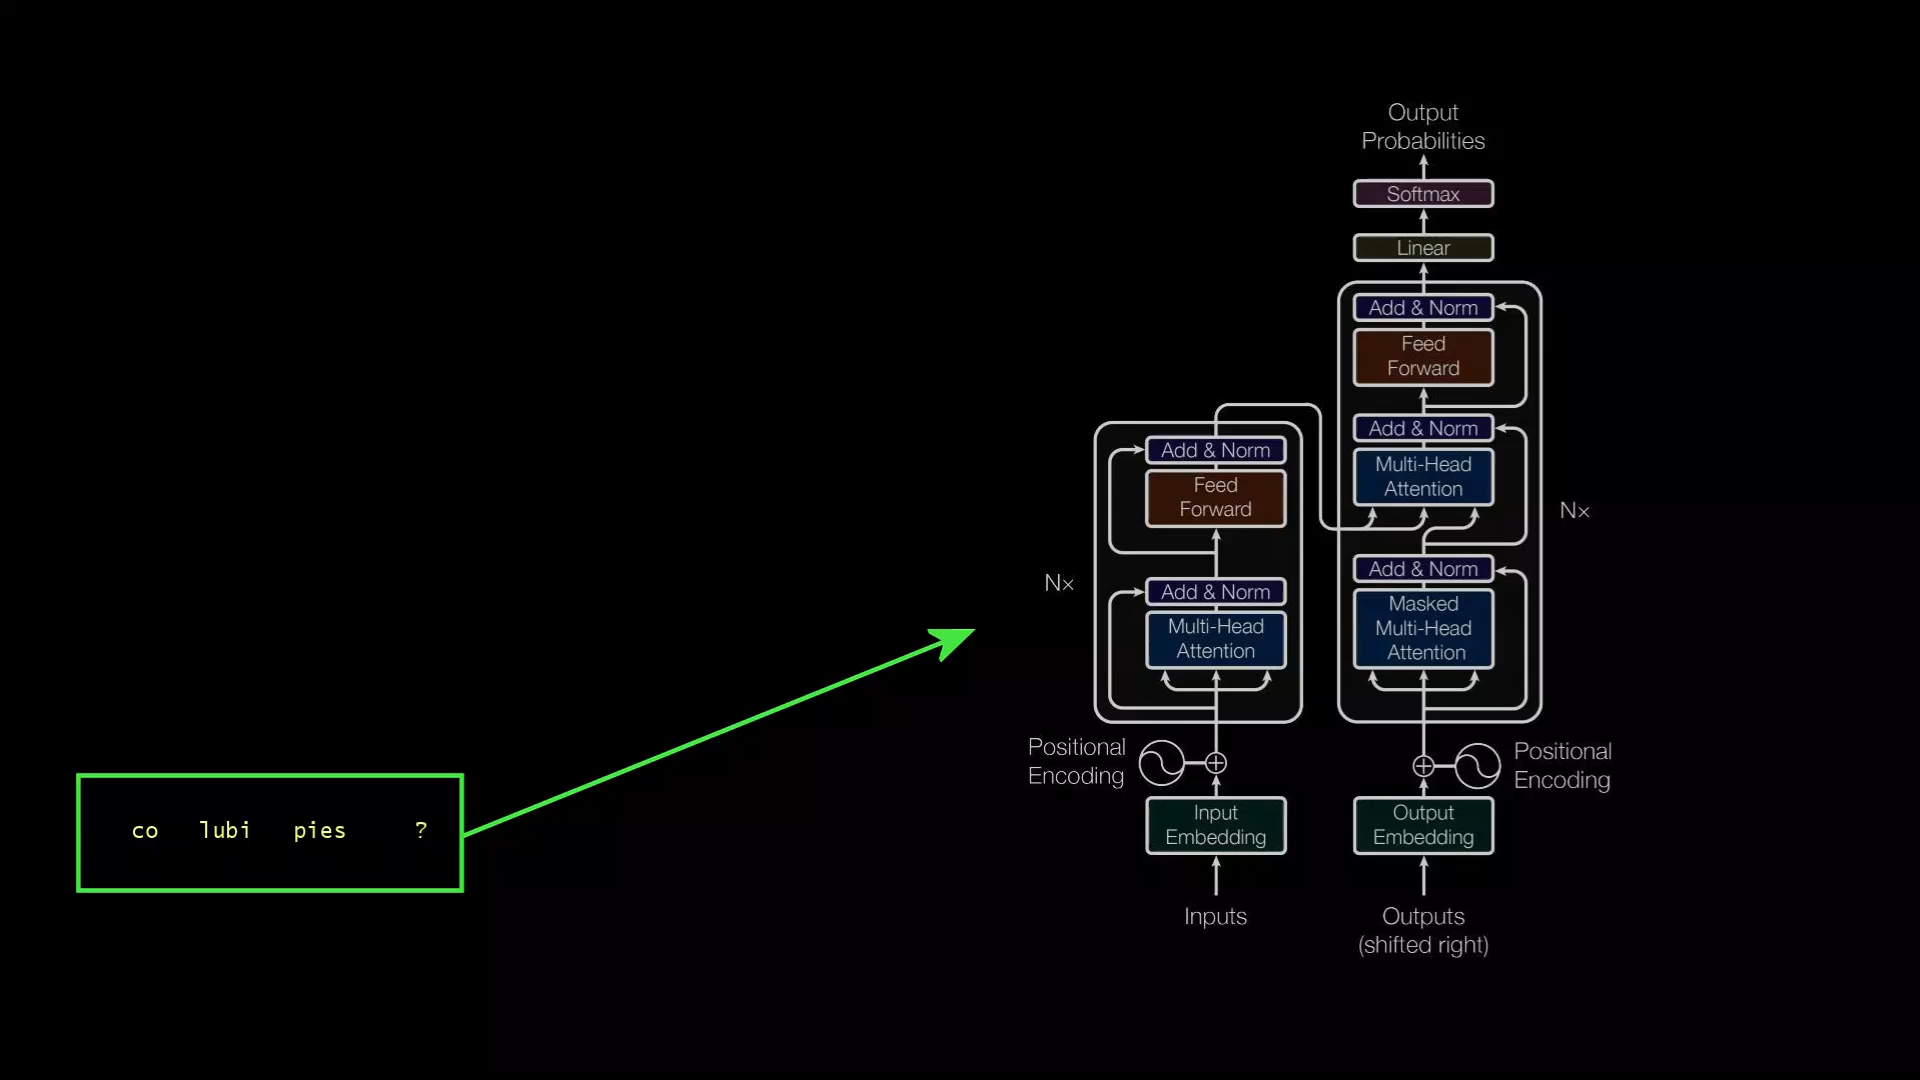 co lubi pies ?
Output
Probabilities
Softmax
Linear
Add & Norm
Feed
Forward
Add & Norm
Multi-Head
Attention
Add & Norm
Masked
Multi-Head
Attention
Nx
Positional
Encoding
Output
Embedding
Outputs
(shifted right)
Add & Norm
Feed
Forward
Add & Norm
Multi-Head
Attention
Nx
Positional
Encoding
Input
Embedding
Inputs